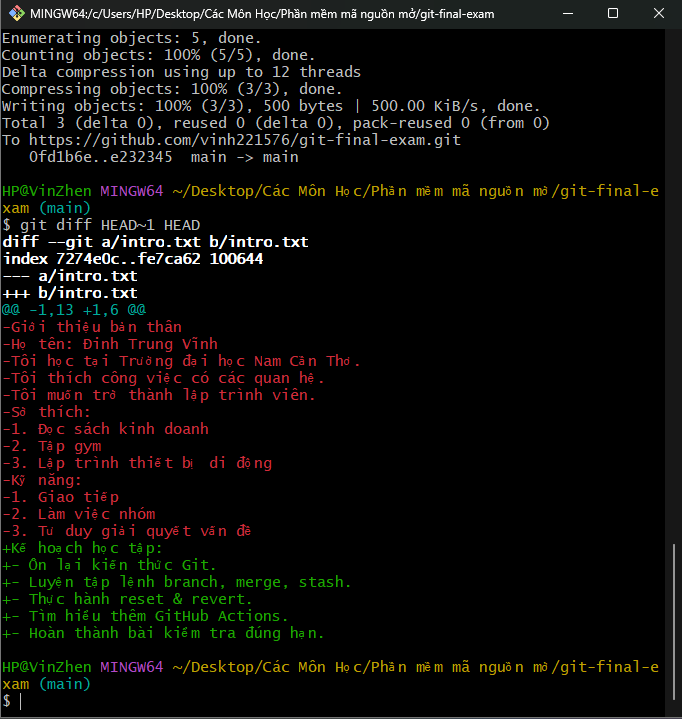 MINGW64:/c/Users/HP/Desktop/Các Môn Học/Phần mềm mã nguồn mở/git-final-exam
Enumerating objects: 5, done.
Counting objects: 100% (5/5), done.
Delta compression using up to 12 threads
Compressing objects: 100% (3/3), done.
Writing objects: 100% (3/3), 500 bytes | 500.00 KiB/s, done.
Total 3 (delta 0), reused 0 (delta 0), pack-reused 0 (from 0)
To https://github.com/vinh221576/git-final-exam.git
   0fd1b6e..e232345  main -> main

HP@VinZhen MINGW64 ~/Desktop/Các Môn Học/Phần mềm mã nguồn mở/git-final-e
xam (main)
$ git diff HEAD~1 HEAD
diff --git a/intro.txt b/intro.txt
index 7274e0c..fe7ca62 100644
--- a/intro.txt
+++ b/intro.txt
@@ -1,13 +1,6 @@
-Giới thiệu bản thân
-Họ tên: Đinh Trung Vĩnh
-Tôi học tại Trường đại học Nam Cần Thơ.
-Tôi thích công việc có các quan hệ.
-Tôi muốn trở thành lập trình viên.
-Sở thích:
-1. Đọc sách kinh doanh
-2. Tập gym
-3. Lập trình thiết bị di động
-Kỹ năng:
-1. Giao tiếp
-2. Làm việc nhóm
-3. Tư duy giải quyết vấn đề
+Kế hoạch học tập:
+- Ôn lại kiến thức Git.
+- Luyện tập lệnh branch, merge, stash.
+- Thực hành reset & revert.
+- Tìm hiểu thêm GitHub Actions.
+- Hoàn thành bài kiểm tra đúng hạn.

HP@VinZhen MINGW64 ~/Desktop/Các Môn Học/Phần mềm mã nguồn mở/git-final-e
xam (main)
$